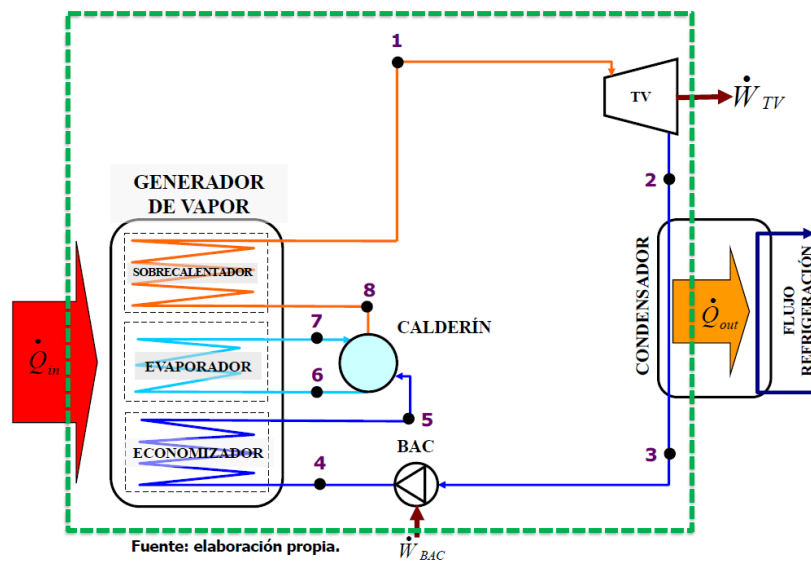 1
TV
Ẇ TV
2
GENERADOR
DE VAPOR
SOBRECALENTADOR
8
7
CALDERÍN
CONDENSADOR
Q̇ out
FLUJO
REFRIGERACIÓN
Q̇ in
EVAPORADOR
6
5
ECONOMIZADOR
BAC
4
3
Fuente: elaboración propia.
Ẇ BAC